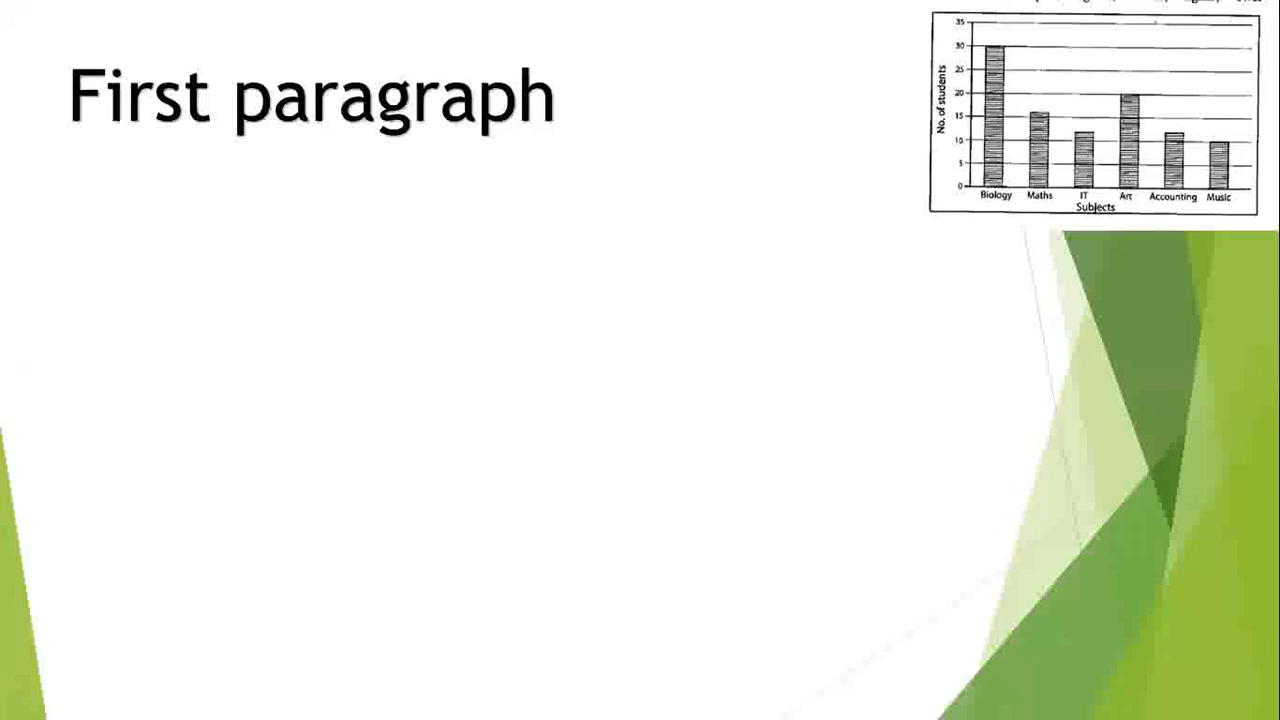 First paragraph
35
30
25
20
15
10
5
0
No. of students
Biology Maths IT Art Accounting Music
Subjects